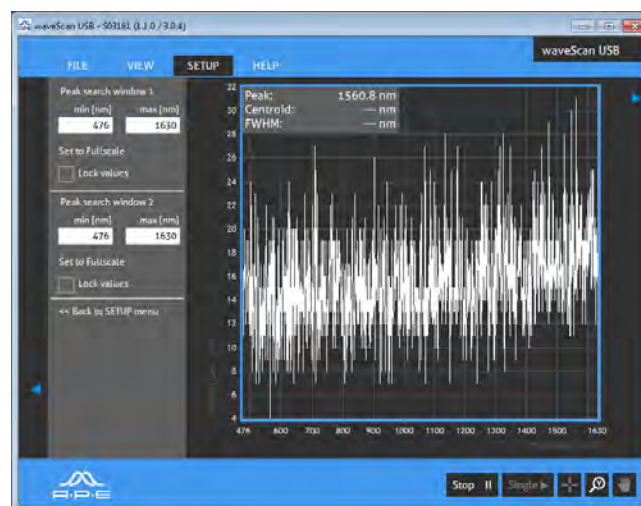 waveScan USB - S03181 (1.1.0 / 3.0.4)
waveScan USB
FILE VIEW SETUP HELP
Peak search window 1
min [nm] max [nm]
476 1630
Set to Fullscale
Lock values
Peak search window 2
min [nm] max [nm]
476 1630
Set to Fullscale
Lock values
<< Back to SETUP menu
Peak: 1560.8 nm
Centroid: --- nm
FWHM: --- nm
32
30
28
26
24
22
20
18
16
14
12
10
8
6
4
476 600 700 800 900 1000 1100 1200 1300 1400 1500 1630
A·P·E
Stop Single